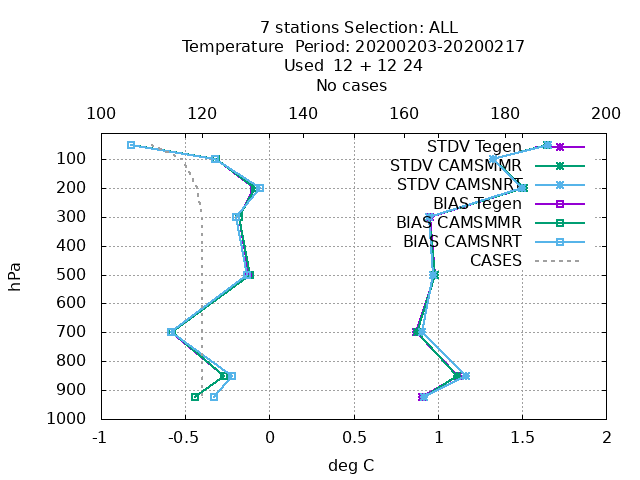 7 stations Selection: ALL
Temperature  Period: 20200203-20200217
Used  12 + 12 24
No cases
100 120 140 160 180 200
STDV Tegen
STDV CAMSMMR
STDV CAMSNRT
BIAS Tegen
BIAS CAMSMMR
BIAS CAMSNRT
CASES
100
200
300
400
500
600
700
800
900
1000
hPa
-1 -0.5 0 0.5 1 1.5 2
deg C